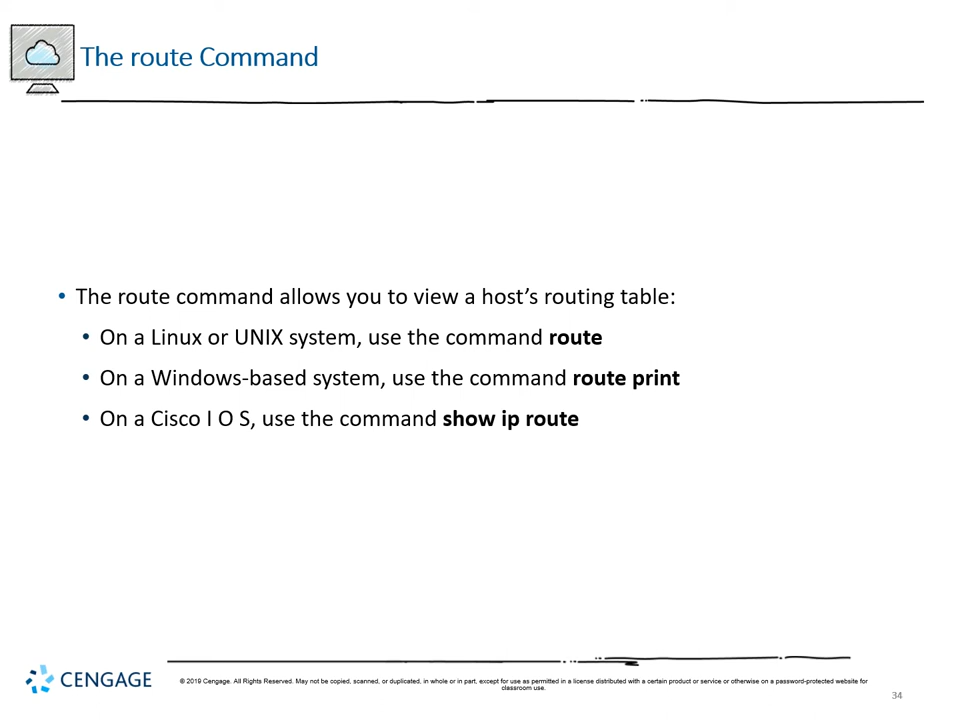 The route Command
• The route command allows you to view a host’s routing table:
• On a Linux or UNIX system, use the command route
• On a Windows-based system, use the command route print
• On a Cisco I O S, use the command show ip route
CENGAGE
© 2019 Cengage. All Rights Reserved. May not be copied, scanned, or duplicated, in whole or in part, except for use as permitted in a license distributed with a certain product or service or otherwise on a password-protected website for
classroom use.
34